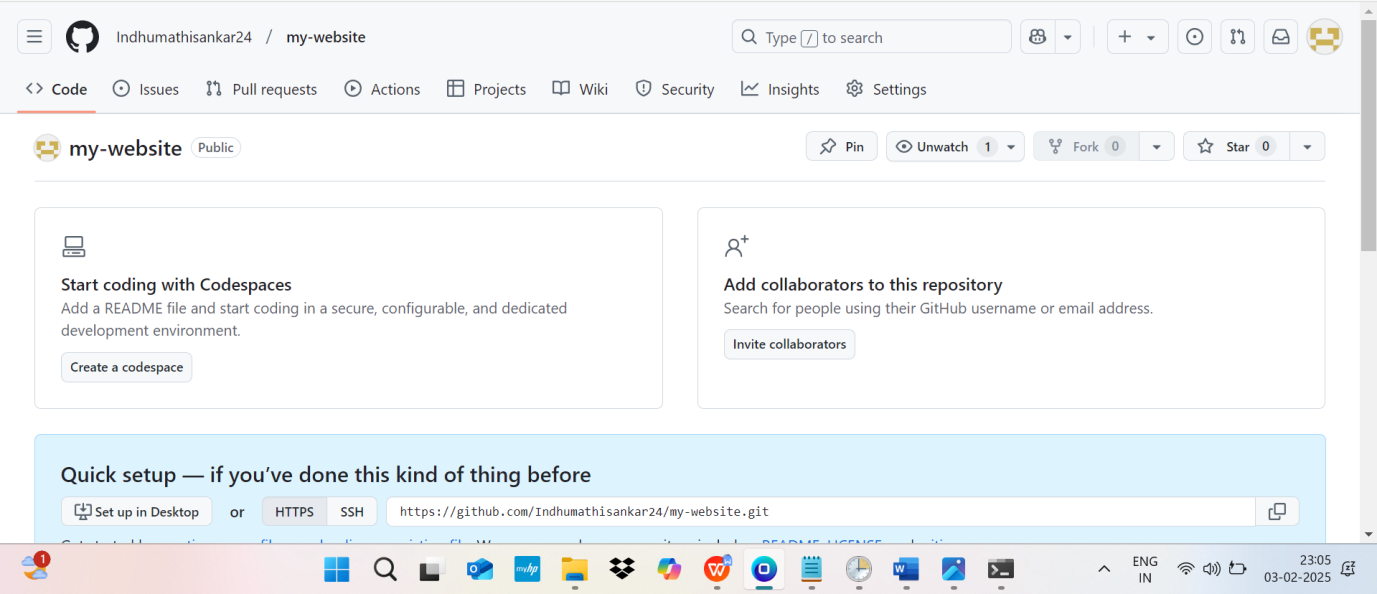 Indhumathisankar24 / my-website
Type / to search
Code Issues Pull requests Actions Projects Wiki Security Insights Settings
my-website Public
Pin Unwatch 1 Fork 0 Star 0
Start coding with Codespaces
Add a README file and start coding in a secure, configurable, and dedicated
development environment.
Create a codespace
Add collaborators to this repository
Search for people using their GitHub username or email address.
Invite collaborators
Quick setup — if you’ve done this kind of thing before
Set up in Desktop or HTTPS SSH https://github.com/Indhumathisankar24/my-website.git
1
myhp
W
W
ENG
IN
23:05
03-02-2025